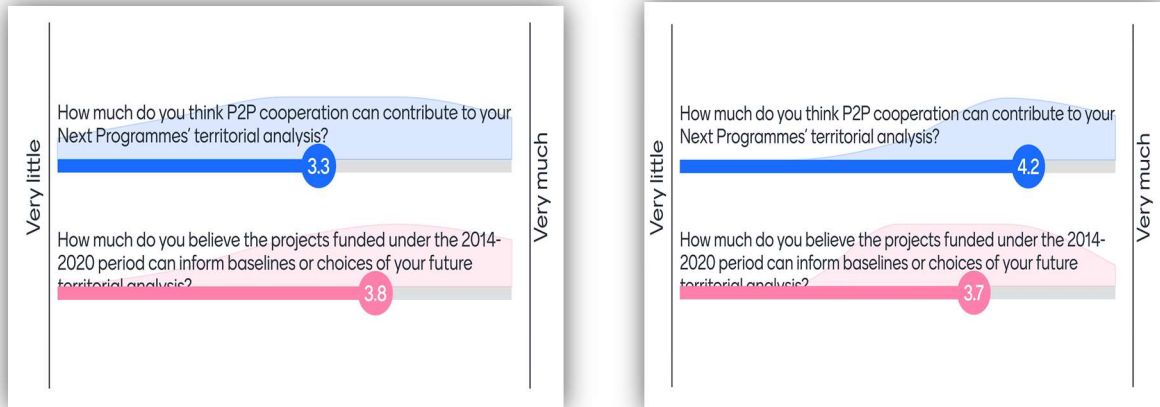 Very little
How much do you think P2P cooperation can contribute to your
Next Programmes' territorial analysis?
3.3
How much do you believe the projects funded under the 2014-
2020 period can inform baselines or choices of your future
territorial analysis?
3.8
Very much
Very little
How much do you think P2P cooperation can contribute to your
Next Programmes' territorial analysis?
4.2
How much do you believe the projects funded under the 2014-
2020 period can inform baselines or choices of your future
territorial analysis?
3.7
Very much